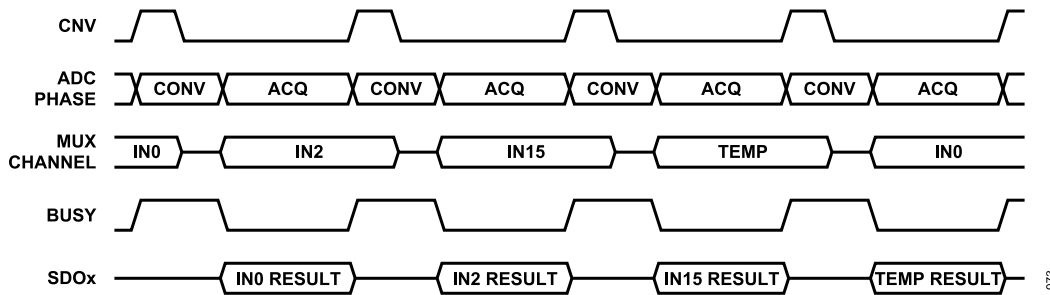 CNV
ADC PHASE CONV ACQ CONV ACQ CONV ACQ CONV ACQ
MUX CHANNEL IN0 IN2 IN15 TEMP IN0
BUSY
SDOx IN0 RESULT IN2 RESULT IN15 RESULT TEMP RESULT